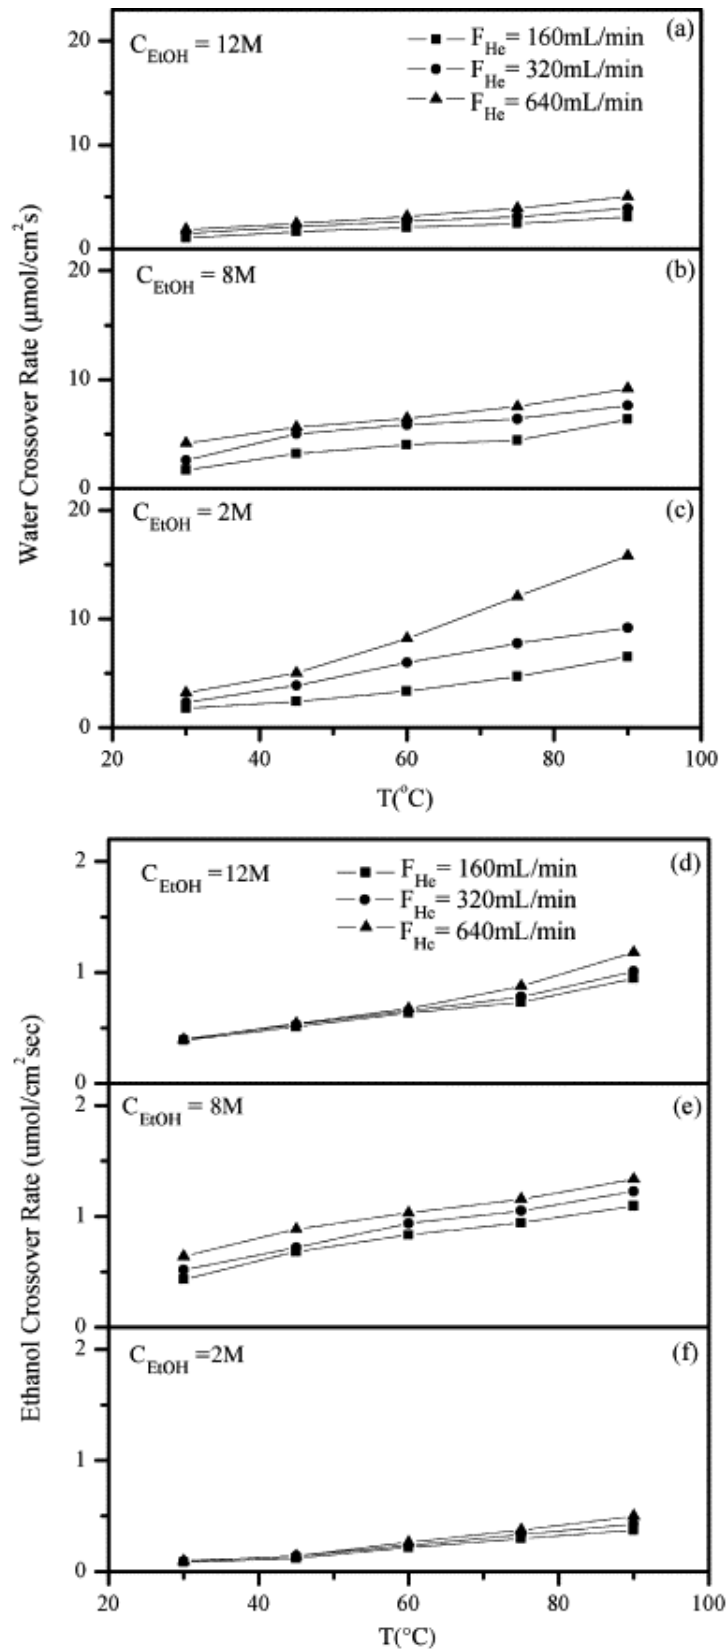 (a)
C_EtOH = 12M
F_He = 160mL/min
F_He = 320mL/min
F_He = 640mL/min
20
10
0
(b)
C_EtOH = 8M
20
10
0
(c)
C_EtOH = 2M
20
10
0
20 40 60 80 100
T(°C)
Water Crossover Rate (μmol/cm²s)
(d)
C_EtOH = 12M
F_He = 160mL/min
F_He = 320mL/min
F_He = 640mL/min
2
1
0
(e)
C_EtOH = 8M
2
1
0
(f)
C_EtOH =2M
2
1
0
20 40 60 80 100
T(°C)
Ethanol Crossover Rate (umol/cm²sec)